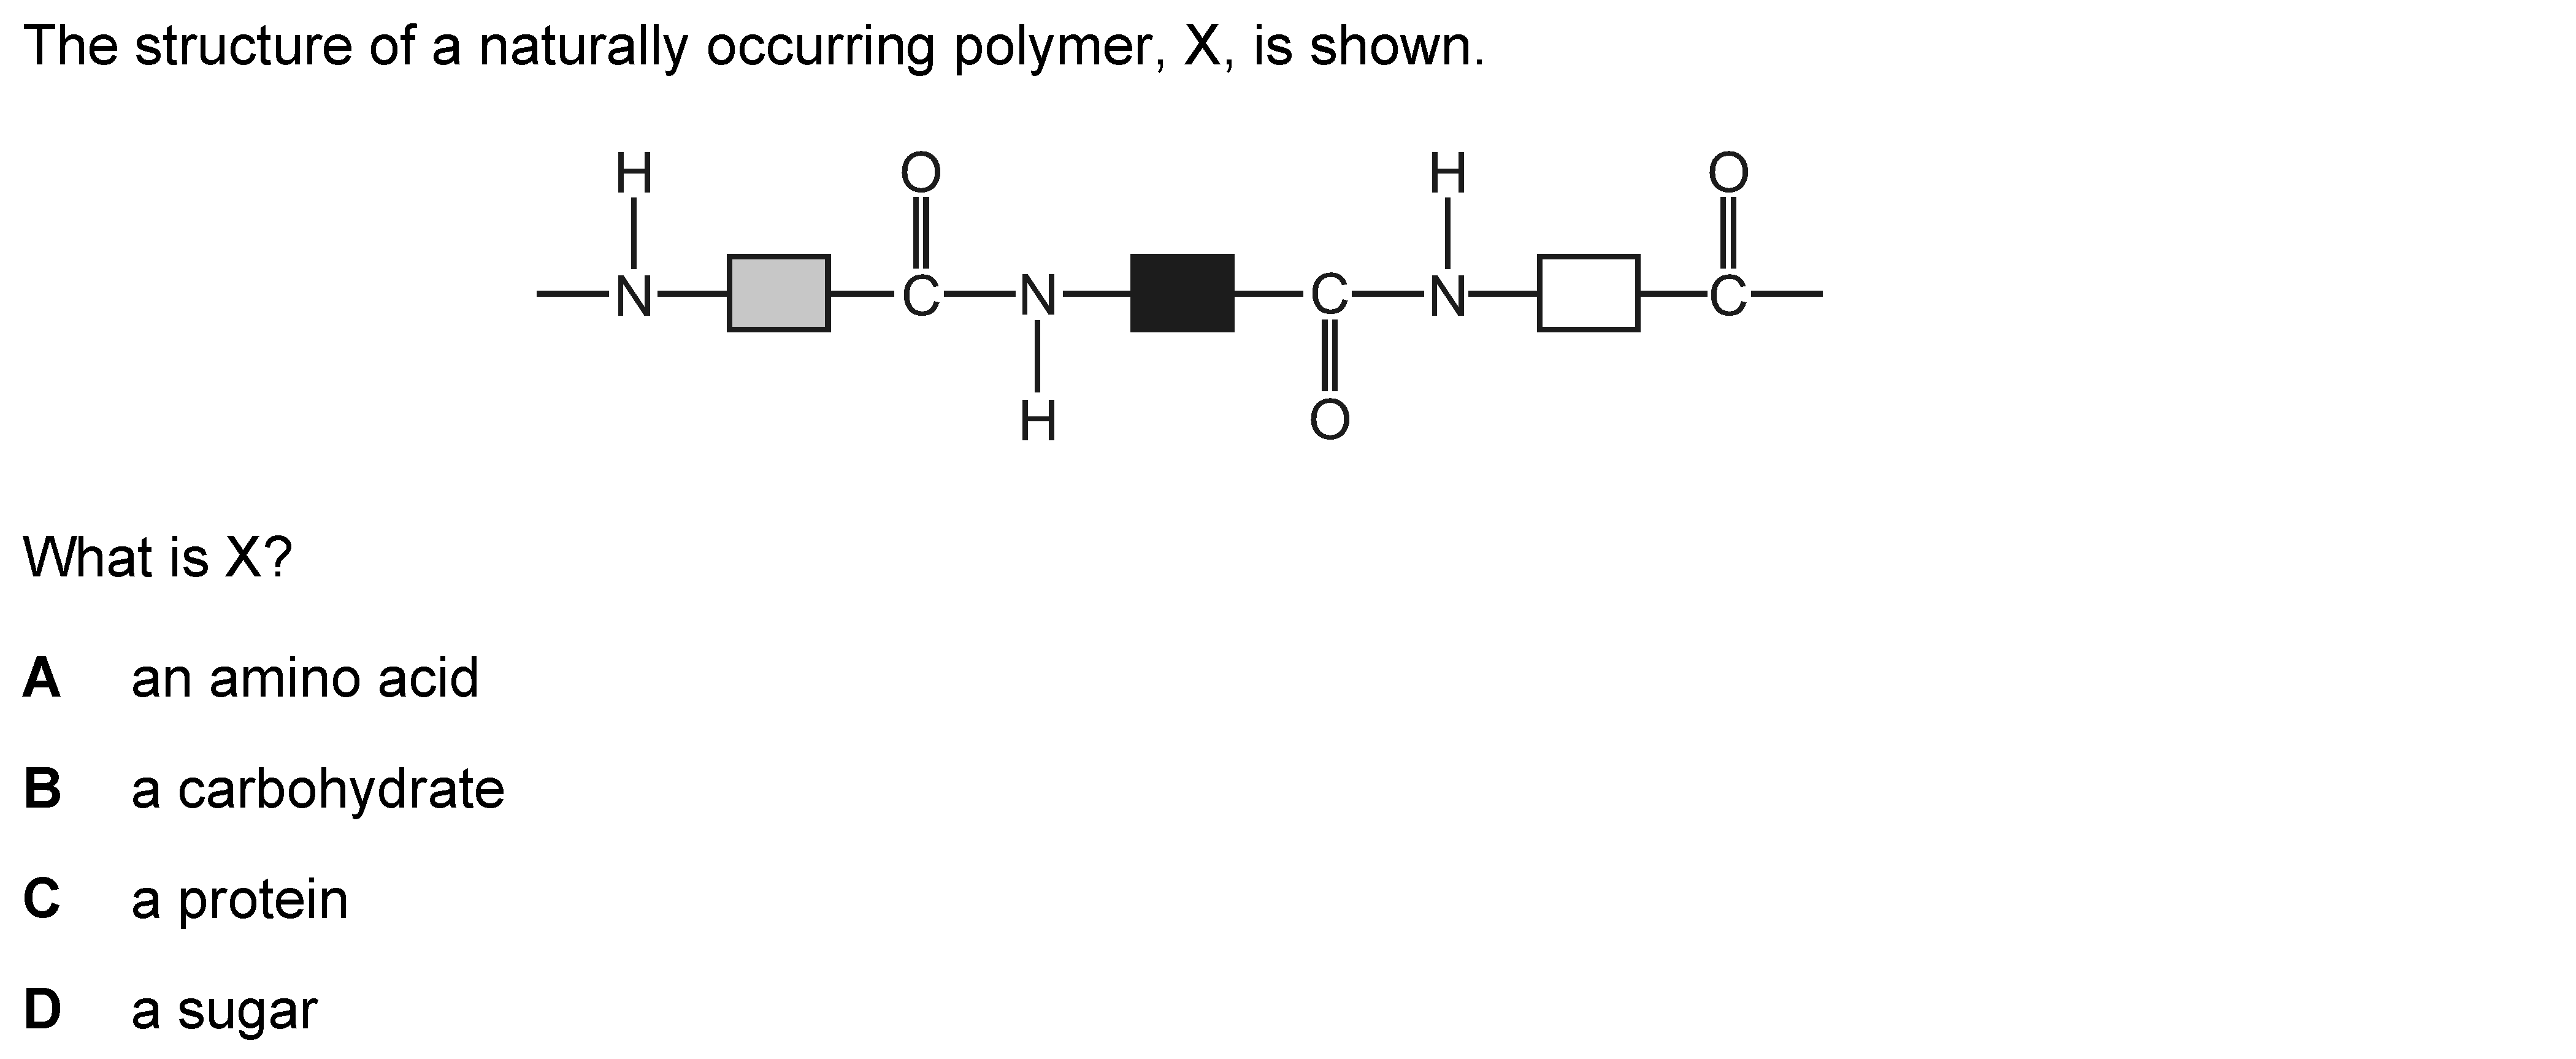 The structure of a naturally occurring polymer, X, is shown.
H O H O
N C N C N C
H O
What is X?
A an amino acid
B a carbohydrate
C a protein
D a sugar